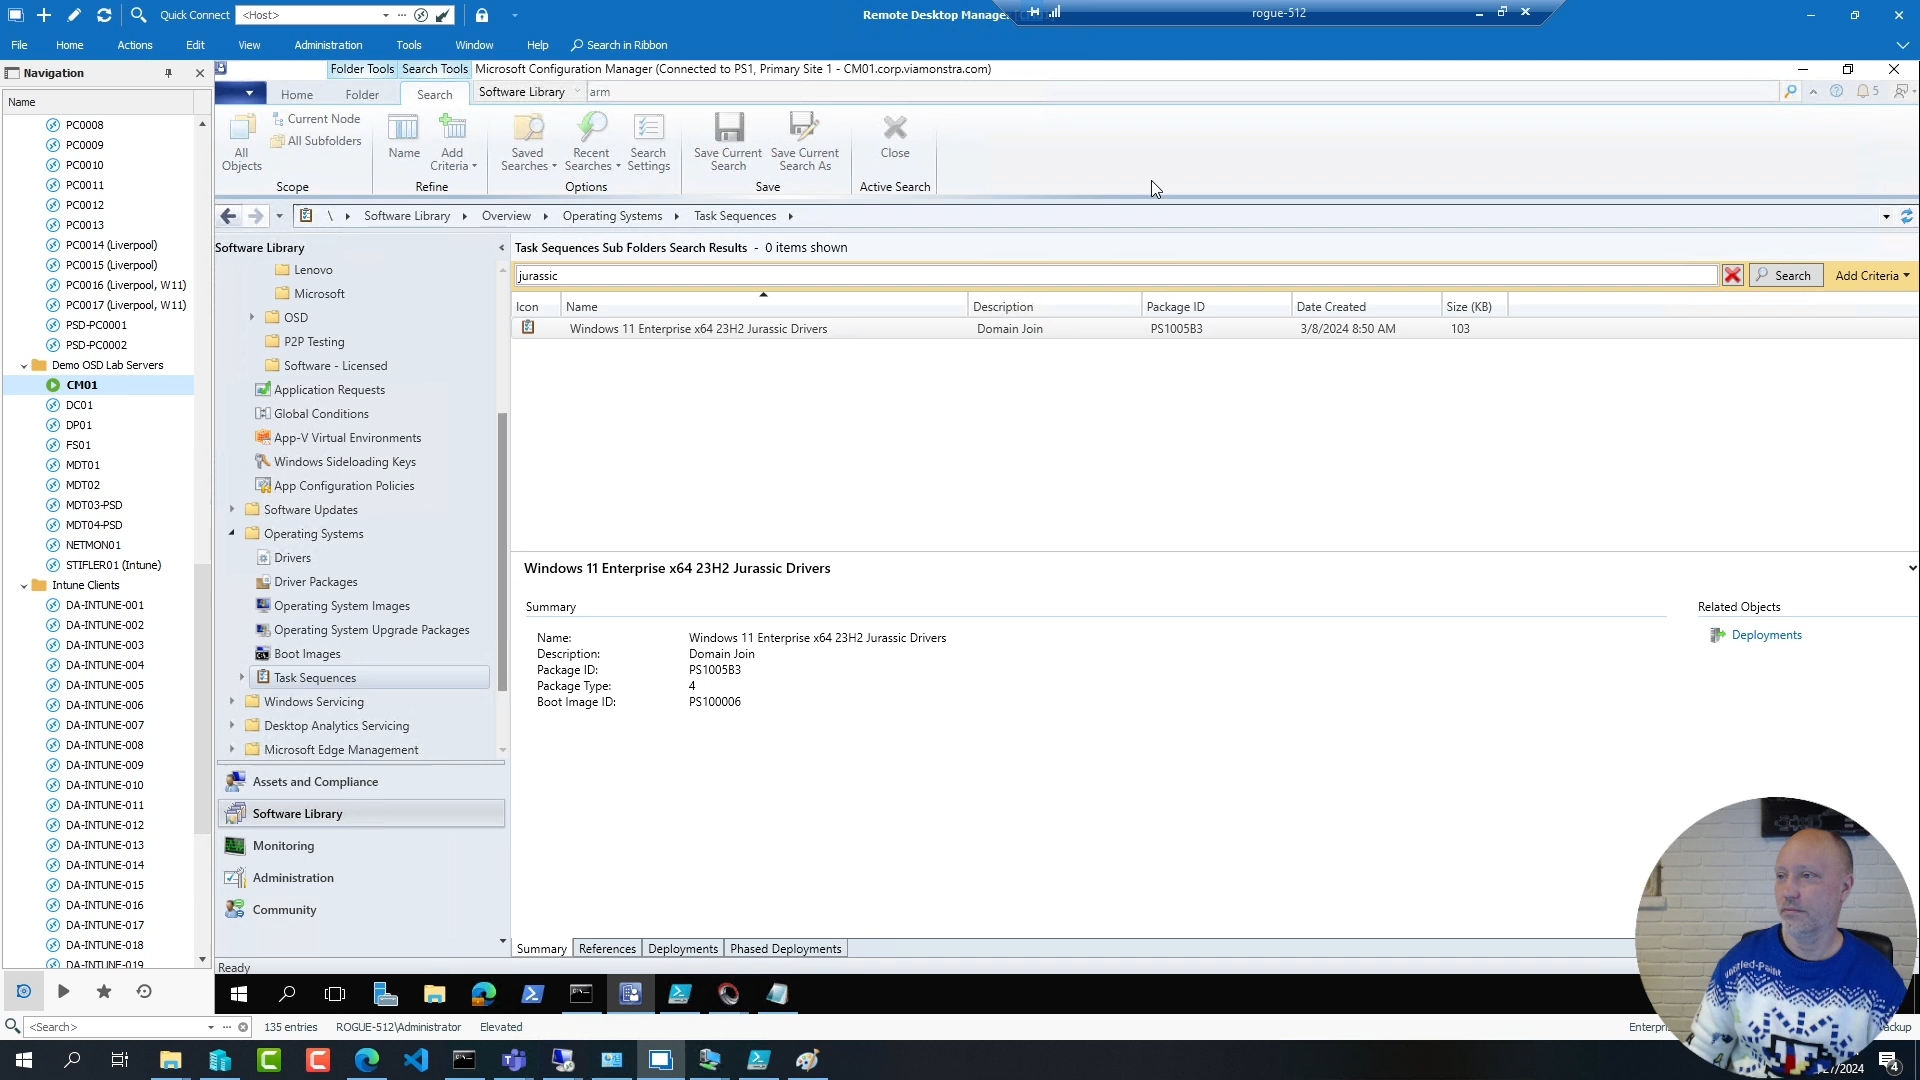 Quick Connect <Host> Remote Desktop Manage rogue-512
File Home Actions Edit View Administration Tools Window Help Search in Ribbon
Navigation
Name
PC0008
PC0009
PC0010
PC0011
PC0012
PC0013
PC0014 (Liverpool)
PC0015 (Liverpool)
PC0016 (Liverpool, W11)
PC0017 (Liverpool, W11)
PSD-PC0001
PSD-PC0002
Demo OSD Lab Servers
CM01
DC01
DP01
FS01
MDT01
MDT02
MDT03-PSD
MDT04-PSD
NETMON01
STIFLER01 (Intune)
Intune Clients
DA-INTUNE-001
DA-INTUNE-002
DA-INTUNE-003
DA-INTUNE-004
DA-INTUNE-005
DA-INTUNE-006
DA-INTUNE-007
DA-INTUNE-008
DA-INTUNE-009
DA-INTUNE-010
DA-INTUNE-011
DA-INTUNE-012
DA-INTUNE-013
DA-INTUNE-014
DA-INTUNE-015
DA-INTUNE-016
DA-INTUNE-017
DA-INTUNE-018
DA-INTUNE-019
Folder Tools Search Tools Microsoft Configuration Manager (Connected to PS1, Primary Site 1 - CM01.corp.viamonstra.com)
Home Folder Search Software Library arm 5
All Objects
Current Node
All Subfolders
Scope
Name
Add Criteria
Refine
Saved Searches
Recent Searches
Search Settings
Options
Save Current Search
Save Current Search As
Save
Close
Active Search
\ Software Library Overview Operating Systems Task Sequences
Software Library
Lenovo
Microsoft
OSD
P2P Testing
Software - Licensed
Application Requests
Global Conditions
App-V Virtual Environments
Windows Sideloading Keys
App Configuration Policies
Software Updates
Operating Systems
Drivers
Driver Packages
Operating System Images
Operating System Upgrade Packages
Boot Images
Task Sequences
Windows Servicing
Desktop Analytics Servicing
Microsoft Edge Management
Assets and Compliance
Software Library
Monitoring
Administration
Community
Task Sequences Sub Folders Search Results - 0 items shown
jurassic Search Add Criteria
Icon Name Description Package ID Date Created Size (KB)
Windows 11 Enterprise x64 23H2 Jurassic Drivers Domain Join PS1005B3 3/8/2024 8:50 AM 103
Windows 11 Enterprise x64 23H2 Jurassic Drivers
Summary
Name: Windows 11 Enterprise x64 23H2 Jurassic Drivers
Description: Domain Join
Package ID: PS1005B3
Package Type: 4
Boot Image ID: PS100006
Related Objects
Deployments
Summary References Deployments Phased Deployments
Ready
<Search> 135 entries ROGUE-512\Administrator Elevated Enterpri ackup
/27/2024 4